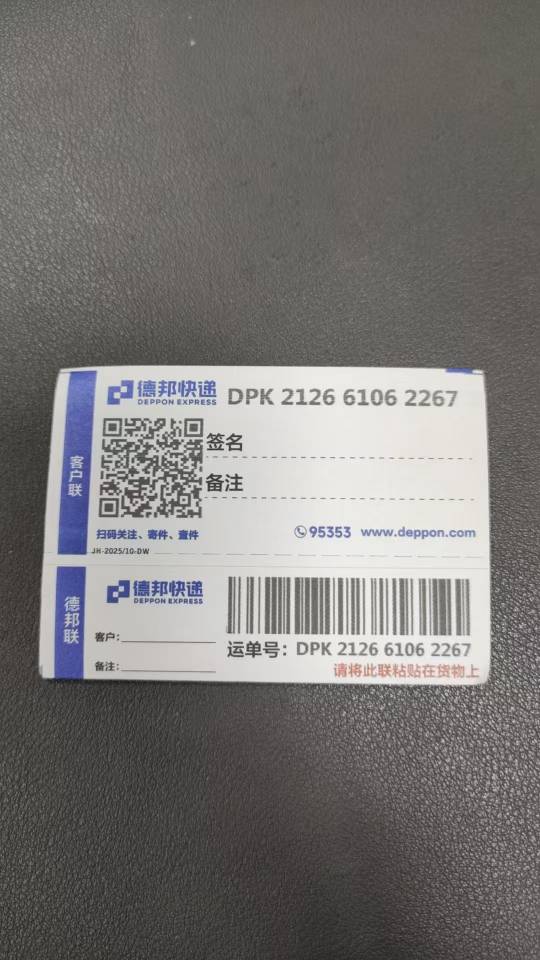 德邦快递
DEPPON EXPRESS
DPK 2126 6106 2267
客户联
签名
备注
扫码关注、寄件、查件
95353 www.deppon.com
JH-2025/10-DW
德邦联
德邦快递
DEPPON EXPRESS
客户:
备注:
运单号: DPK 2126 6106 2267
请将此联粘贴在货物上